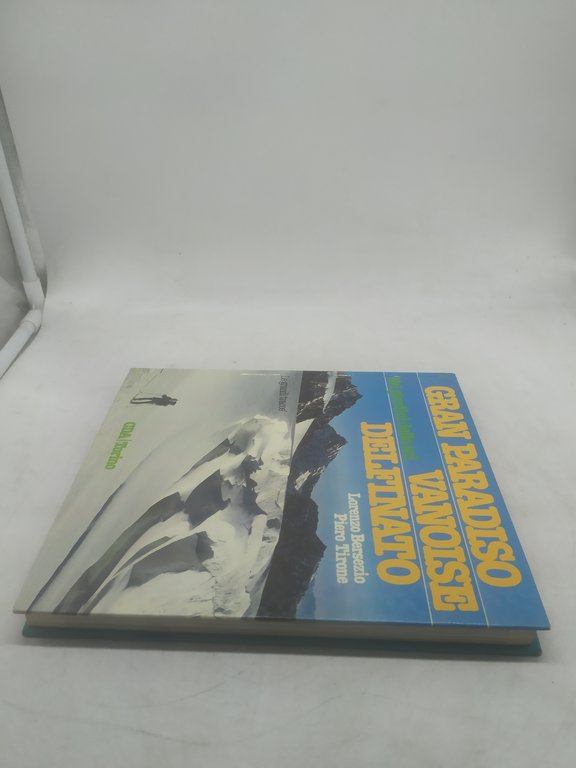 GRAN PARADISO
VANOISE
DELFINATO
Lorenzo Bersezio
Piero Tirone
CDA/Torino